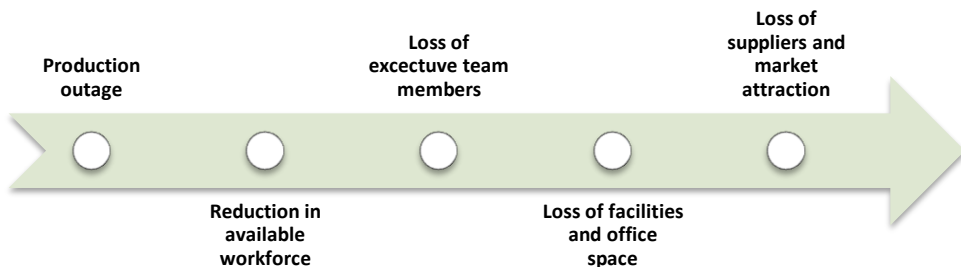 Production
outage
Reduction in
available
workforce
Loss of
excectuve team
members
Loss of facilities
and office
space
Loss of
suppliers and
market
attraction